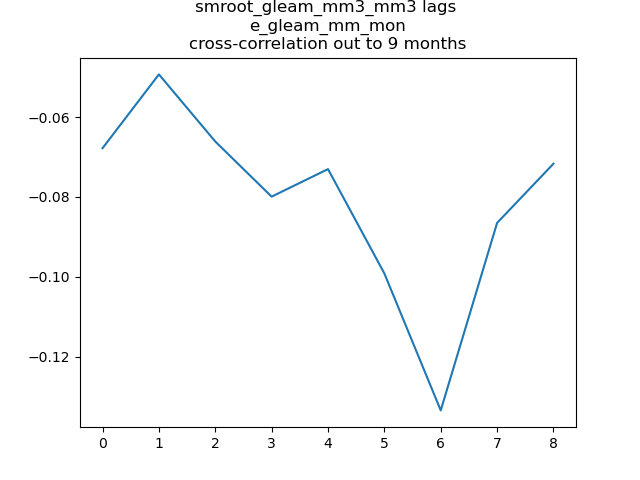 smroot_gleam_mm3_mm3 lags
e_gleam_mm_mon
cross-correlation out to 9 months
−0.06
−0.08
−0.10
−0.12
0 1 2 3 4 5 6 7 8